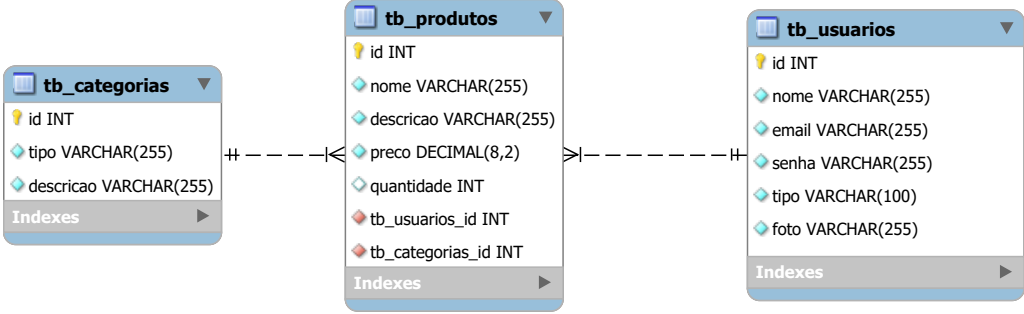 tb_categorias
id INT
tipo VARCHAR(255)
descricao VARCHAR(255)
Indexes
tb_produtos
id INT
nome VARCHAR(255)
descricao VARCHAR(255)
preco DECIMAL(8,2)
quantidade INT
tb_usuarios_id INT
tb_categorias_id INT
Indexes
tb_usuarios
id INT
nome VARCHAR(255)
email VARCHAR(255)
senha VARCHAR(255)
tipo VARCHAR(100)
foto VARCHAR(255)
Indexes